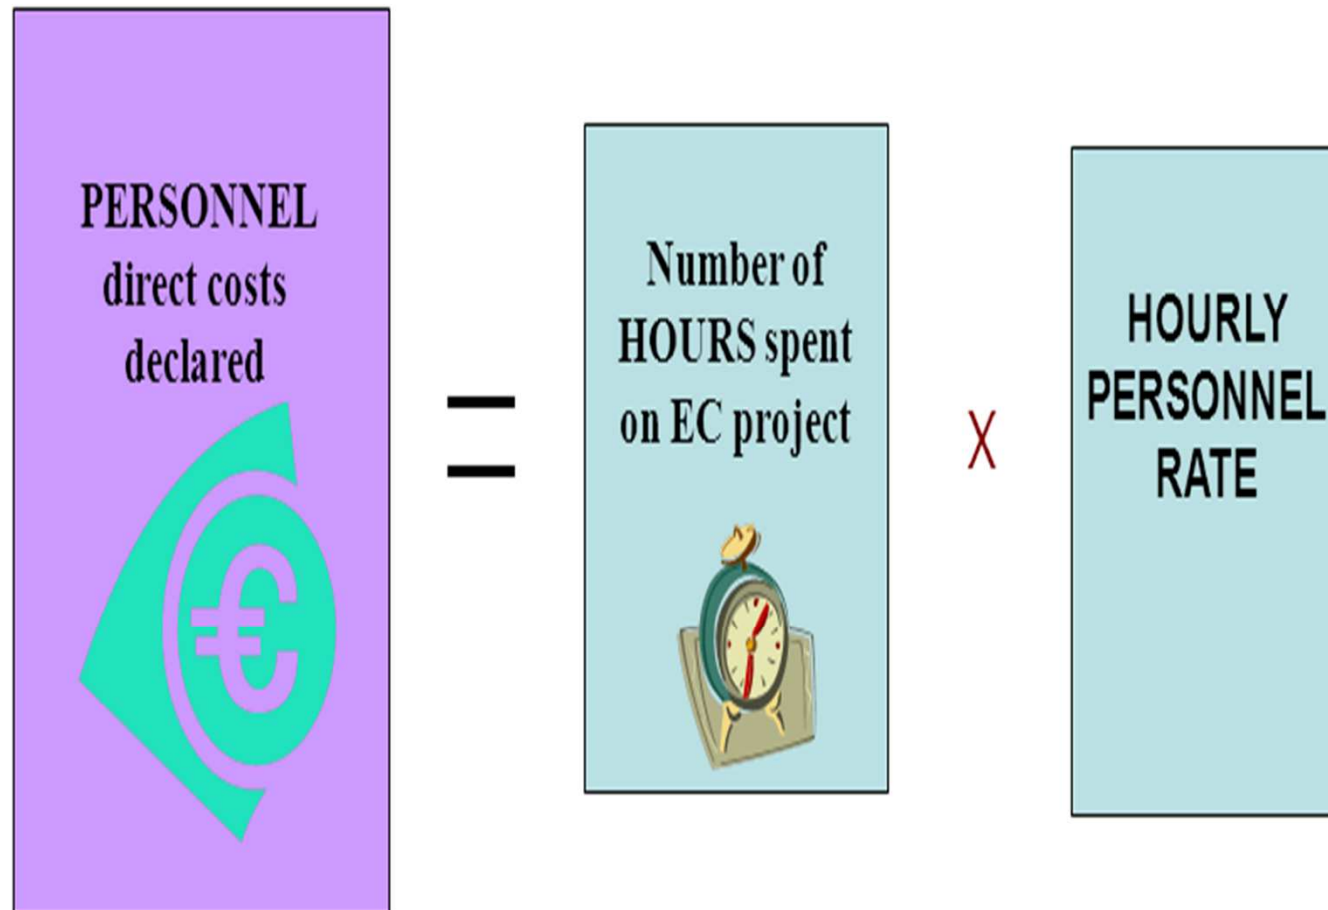 PERSONNEL
direct costs
declared
€
=
Number of
HOURS spent
on EC project
X
HOURLY
PERSONNEL
RATE